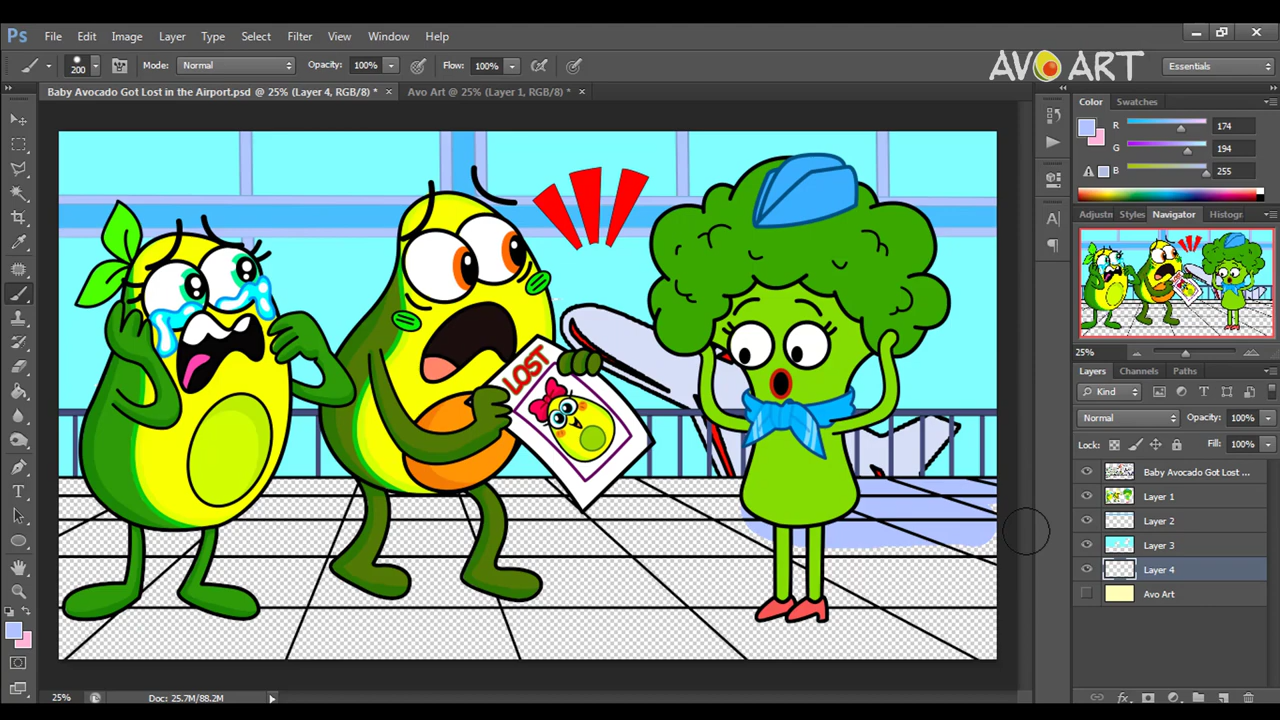 Ps File Edit Image Layer Type Select Filter View Window Help
200 Mode: Normal Opacity: 100% Flow: 100% Essentials
AVO ART
Baby Avocado Got Lost in the Airport.psd @ 25% (Layer 4, RGB/8) * × Avo Art @ 25% (Layer 1, RGB/8) * ×
Color Swatches
R 174
G 194
B 255
Adjustn Styles Navigator Histogr
25%
Layers Channels Paths
Kind
Normal Opacity: 100%
Lock: Fill: 100%
Baby Avocado Got Lost ...
Layer 1
Layer 2
Layer 3
Layer 4
Avo Art
LOST
25% Doc: 25.7M/88.2M